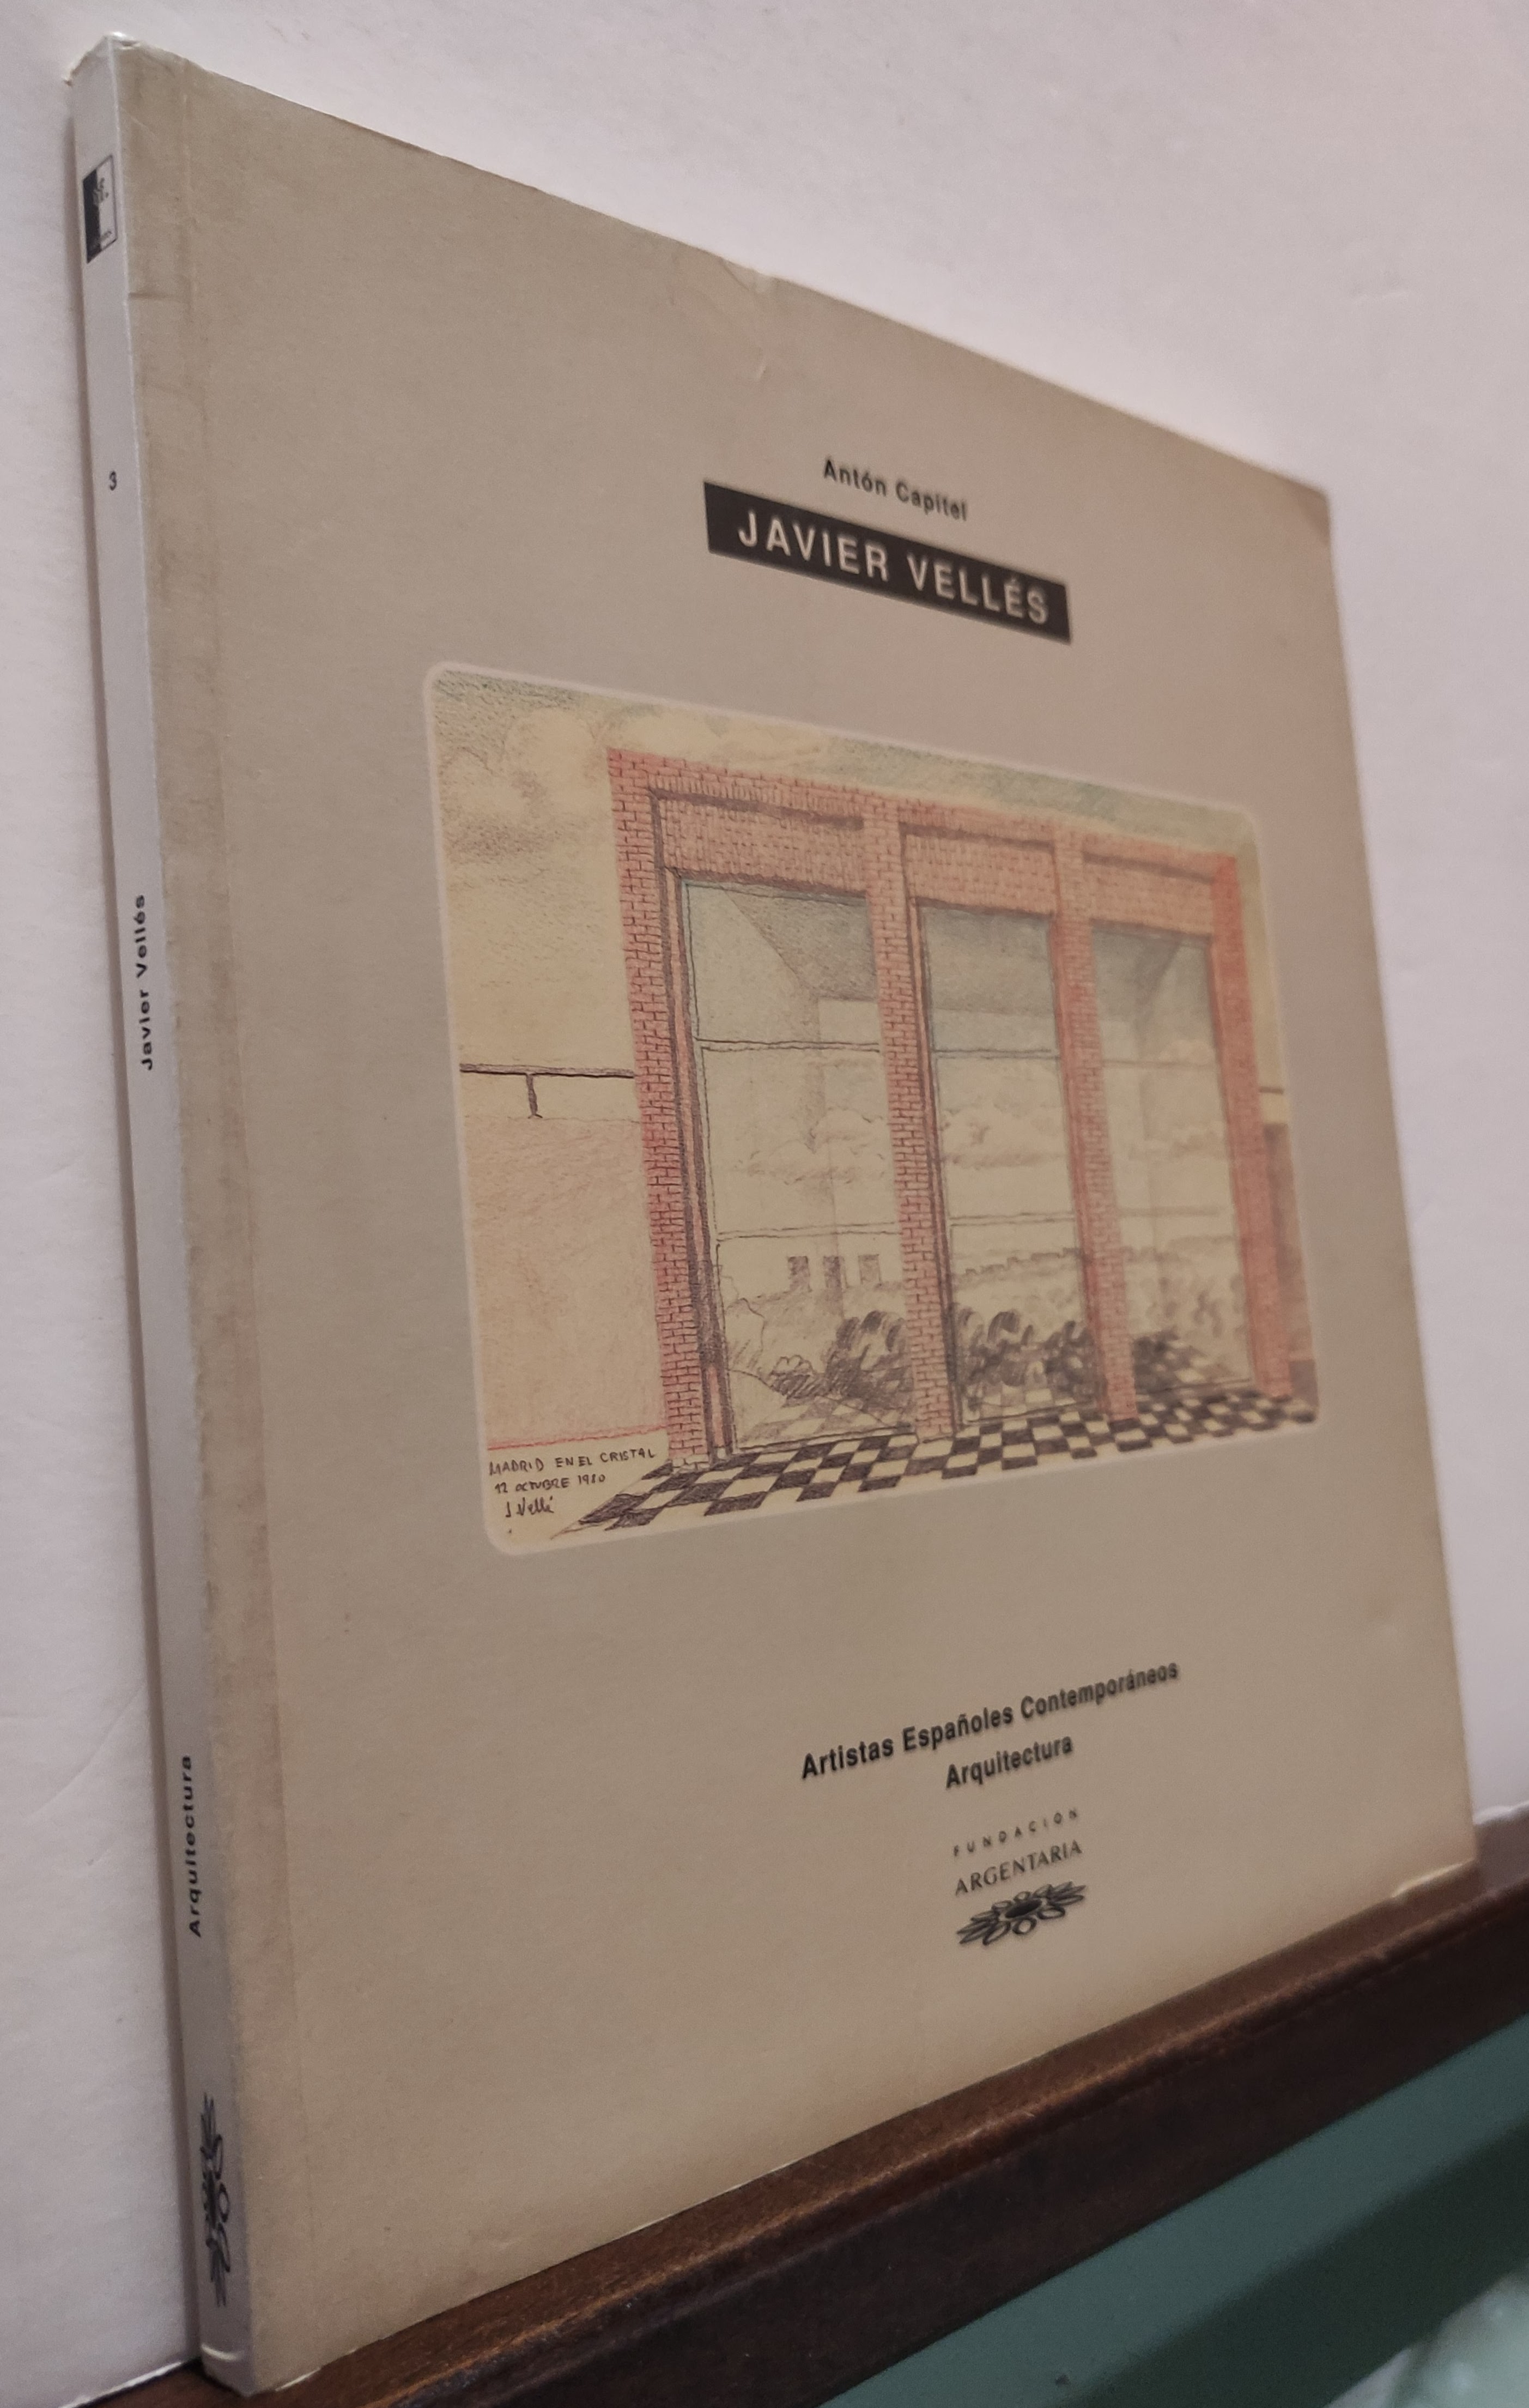 Antón Capitel
JAVIER VELLÉS
MADRID EN EL CRISTAL
12 OCTUBRE 1980
J. Vellés
Artistas Españoles Contemporáneos
Arquitectura
FUNDACIÓN
ARGENTARIA
3
Javier Vellés
Arquitectura